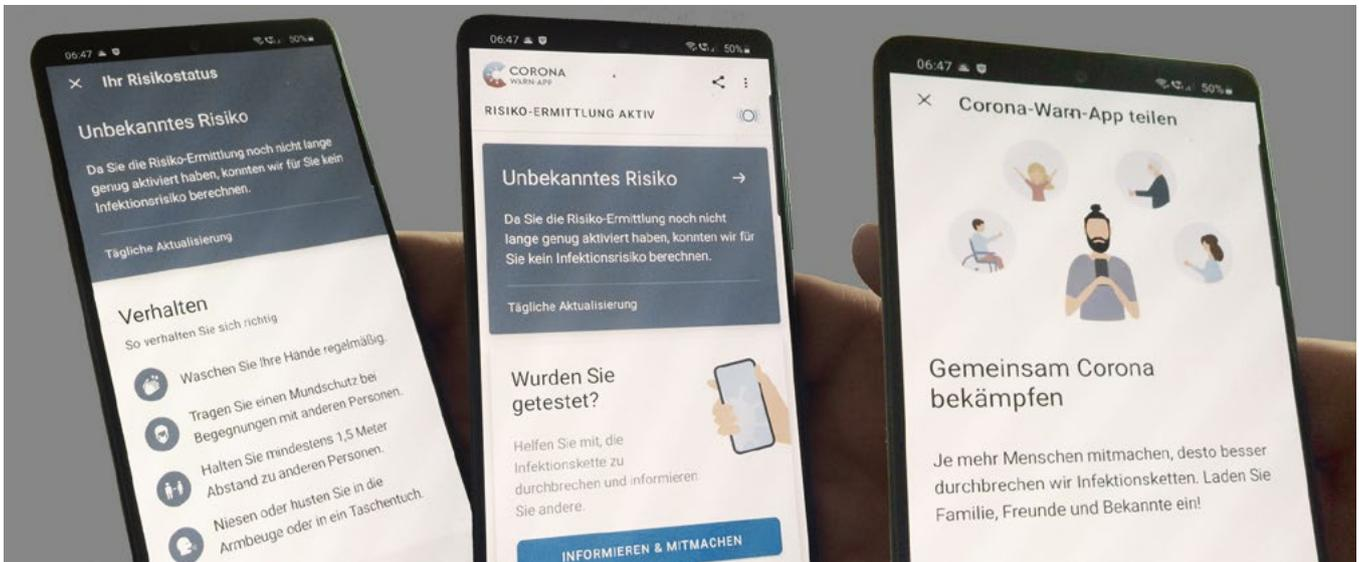 06:47 50%
Ihr Risikostatus
Unbekanntes Risiko
Da Sie die Risiko-Ermittlung noch nicht lange
genug aktiviert haben, konnten wir für Sie kein
Infektionsrisiko berechnen.
Tägliche Aktualisierung
Verhalten
So verhalten Sie sich richtig
Waschen Sie Ihre Hände regelmäßig.
Tragen Sie einen Mundschutz bei
Begegnungen mit anderen Personen.
Halten Sie mindestens 1,5 Meter
Abstand zu anderen Personen.
Niesen oder husten Sie in die
Armbeuge oder in ein Taschentuch.
06:47 50%
CORONA
WARN-APP
RISIKO-ERMITTLUNG AKTIV
Unbekanntes Risiko
Da Sie die Risiko-Ermittlung noch nicht
lange genug aktiviert haben, konnten wir für
Sie kein Infektionsrisiko berechnen.
Tägliche Aktualisierung
Wurden Sie
getestet?
Helfen Sie mit, die
Infektionskette zu
durchbrechen und informieren
Sie andere.
INFORMIEREN & MITMACHEN
06:47 50%
Corona-Warn-App teilen
Gemeinsam Corona
bekämpfen
Je mehr Menschen mitmachen, desto besser
durchbrechen wir Infektionsketten. Laden Sie
Familie, Freunde und Bekannte ein!